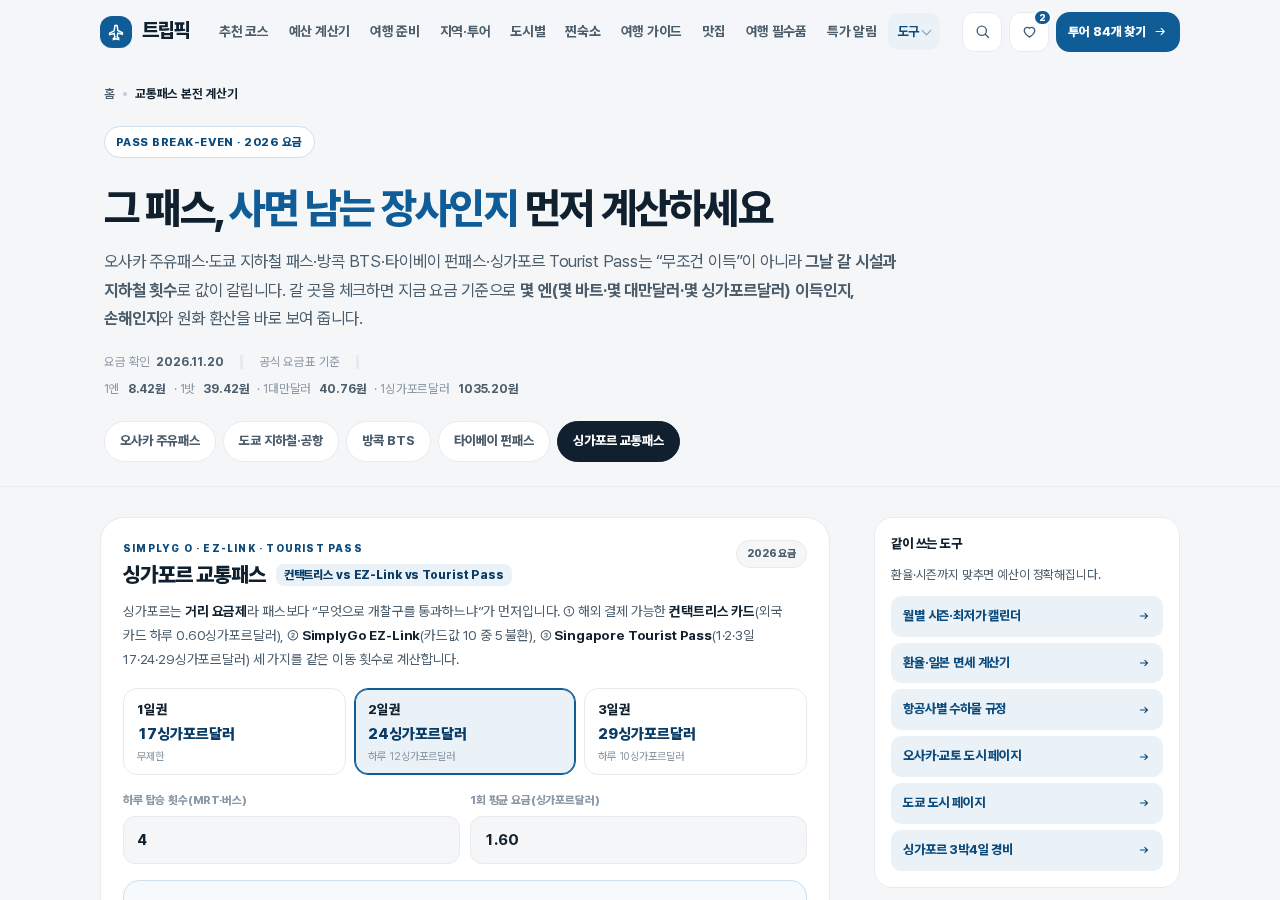 트립픽
추천 코스
예산 계산기
여행 준비
지역·투어
도시별
찐숙소
여행 가이드
맛집
여행 필수품
특가 알림
도구
2
투어 84개 찾기 →
홈 • 교통패스 본전 계산기
PASS BREAK-EVEN · 2026 요금
그 패스, 사면 남는 장사인지 먼저 계산하세요
오사카 주유패스·도쿄 지하철 패스·방콕 BTS·타이베이 펀패스·싱가포르 Tourist Pass는 “무조건 이득”이 아니라 그날 갈 시설과
지하철 횟수로 값이 갈립니다. 갈 곳을 체크하면 지금 요금 기준으로 몇 엔(몇 바트·몇 대만달러·몇 싱가포르달러) 이득인지,
손해인지와 원화 환산을 바로 보여 줍니다.
요금 확인 2026.11.20 | 공식 요금표 기준 |
1엔 8.42원 · 1밧 39.42원 · 1대만달러 40.76원 · 1싱가포르달러 1035.20원
오사카 주유패스
도쿄 지하철·공항
방콕 BTS
타이베이 펀패스
싱가포르 교통패스
SIMPLYG O · EZ-LINK · TOURIST PASS
싱가포르 교통패스 컨택트리스 vs EZ-Link vs Tourist Pass
2026 요금
싱가포르는 거리 요금제라 패스보다 “무엇으로 개찰구를 통과하느냐”가 먼저입니다. ① 해외 결제 가능한 컨택트리스 카드(외국
카드 하루 0.60싱가포르달러), ② SimplyGo EZ-Link(카드값 10 중 5 불환), ③ Singapore Tourist Pass(1·2·3일
17·24·29싱가포르달러) 세 가지를 같은 이동 횟수로 계산합니다.
1일권
17싱가포르달러
무제한
2일권
24싱가포르달러
하루 12싱가포르달러
3일권
29싱가포르달러
하루 10싱가포르달러
하루 탑승 횟수(MRT·버스)
4
1회 평균 요금(싱가포르달러)
1.60
같이 쓰는 도구
환율·시즌까지 맞추면 예산이 정확해집니다.
월별 시즌·최저가 캘린더 →
환율·일본 면세 계산기 →
항공사별 수하물 규정 →
오사카·교토 도시 페이지 →
도쿄 도시 페이지 →
싱가포르 3박4일 경비 →